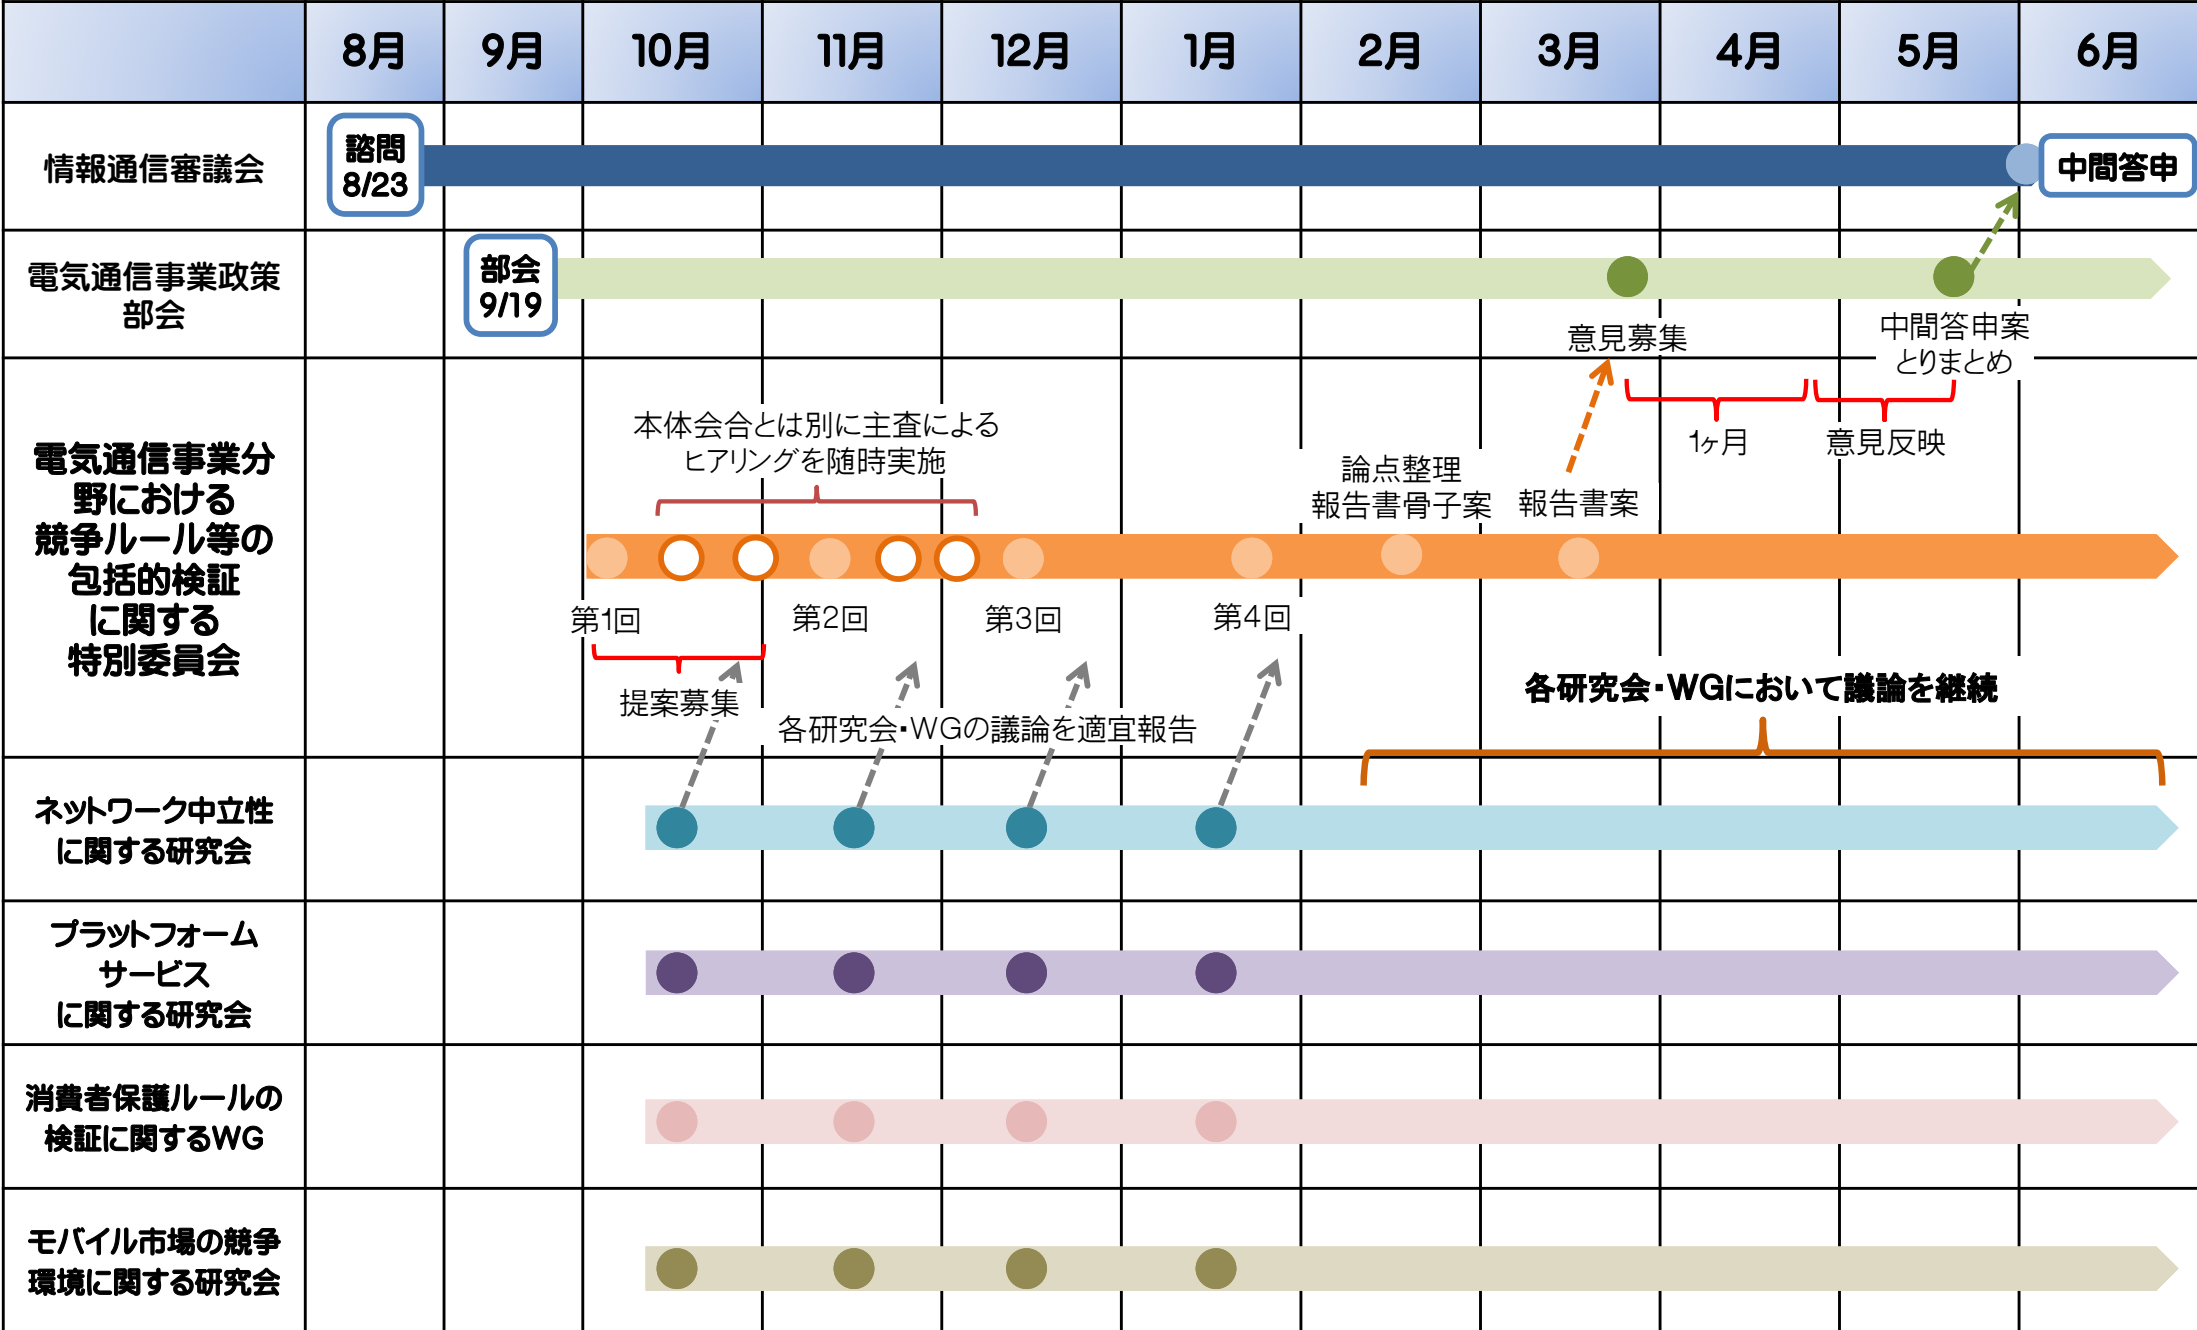 8月
9月
10月
11月
12月
1月
2月
3月
4月
5月
6月
情報通信審議会
諮問
8/23
中間答申
電気通信事業政策
部会
部会
9/19
意見募集
中間答申案
とりまとめ
電気通信事業分
野における
競争ルール等の
包括的検証
に関する
特別委員会
本体会合とは別に主査による
ヒアリングを随時実施
論点整理
報告書骨子案
報告書案
1ヶ月
意見反映
第1回
第2回
第3回
第4回
提案募集
各研究会・WGの議論を適宜報告
各研究会・WGにおいて議論を継続
ネットワーク中立性
に関する研究会
プラットフォーム
サービス
に関する研究会
消費者保護ルールの
検証に関するWG
モバイル市場の競争
環境に関する研究会